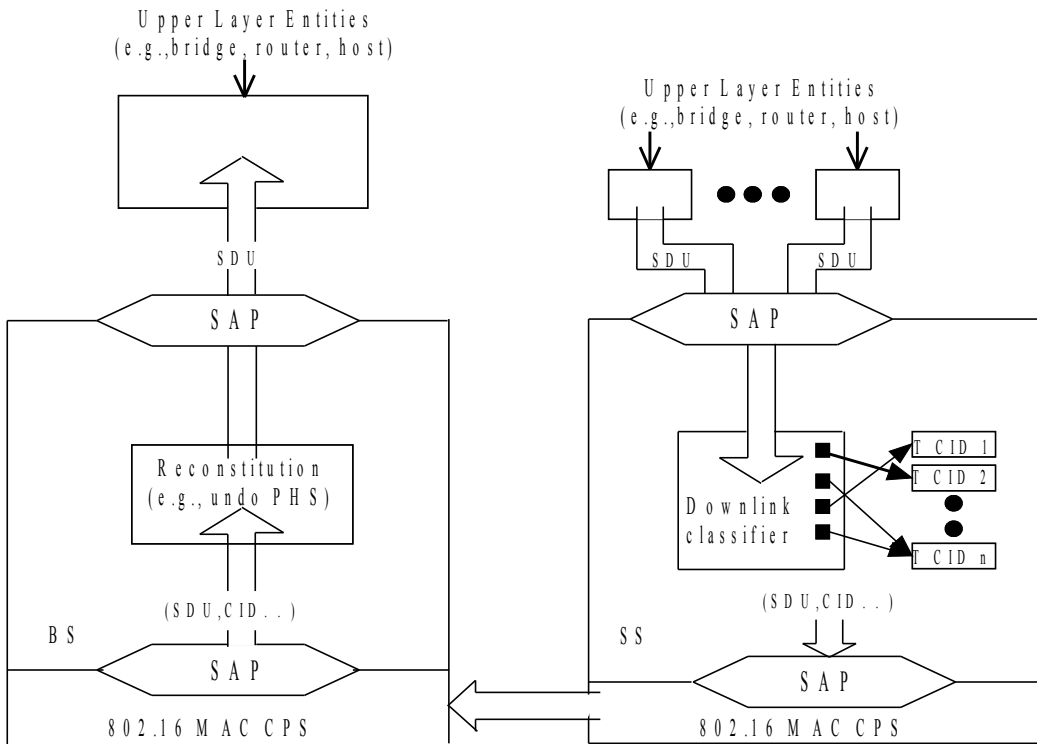 Upper Layer Entities
(e.g.,bridge, router, host)
SDU
SAP
Reconstitution
(e.g., undo PHS)
(SDU,CID..)
BS
SAP
802.16 MAC CPS
Upper Layer Entities
(e.g.,bridge, router, host)
SDU
SDU
SAP
Downlink
classifier
T CID 1
T CID 2
T CID n
(SDU,CID..)
SS
SAP
802.16 MAC CPS